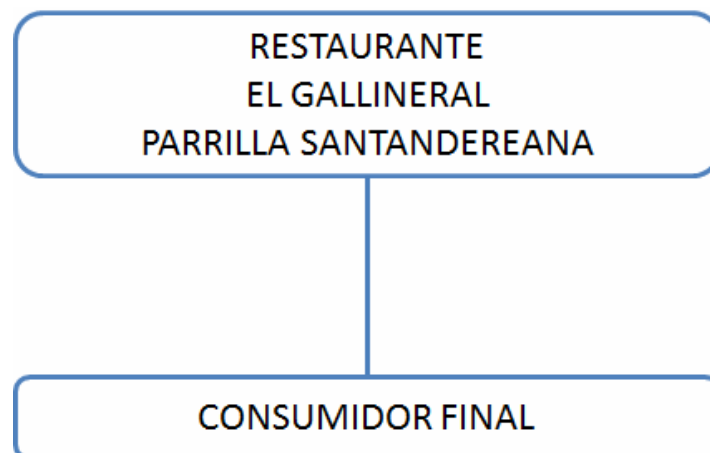 RESTAURANTE
EL GALLINERAL
PARRILLA SANTANDEREANA
CONSUMIDOR FINAL